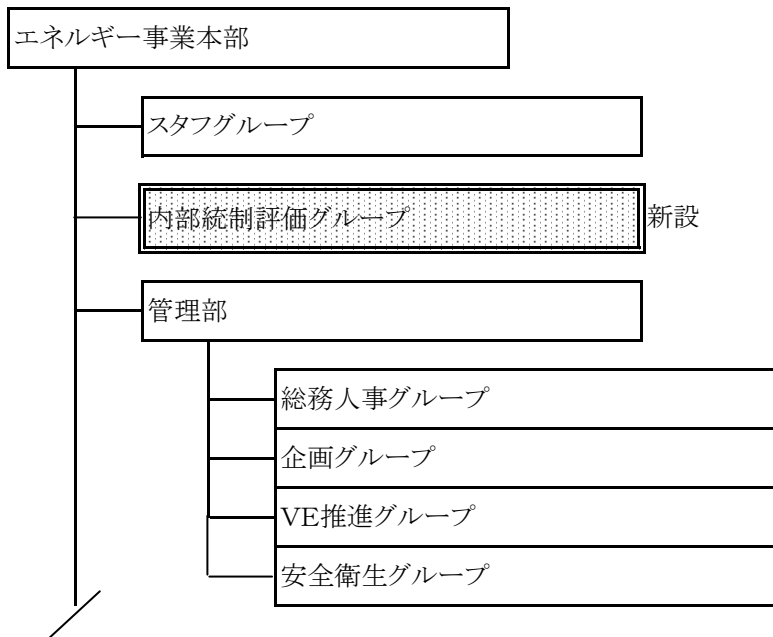 エネルギー事業本部
スタフグループ
内部統制評価グループ
新設
管理部
総務人事グループ
企画グループ
VE推進グループ
安全衛生グループ